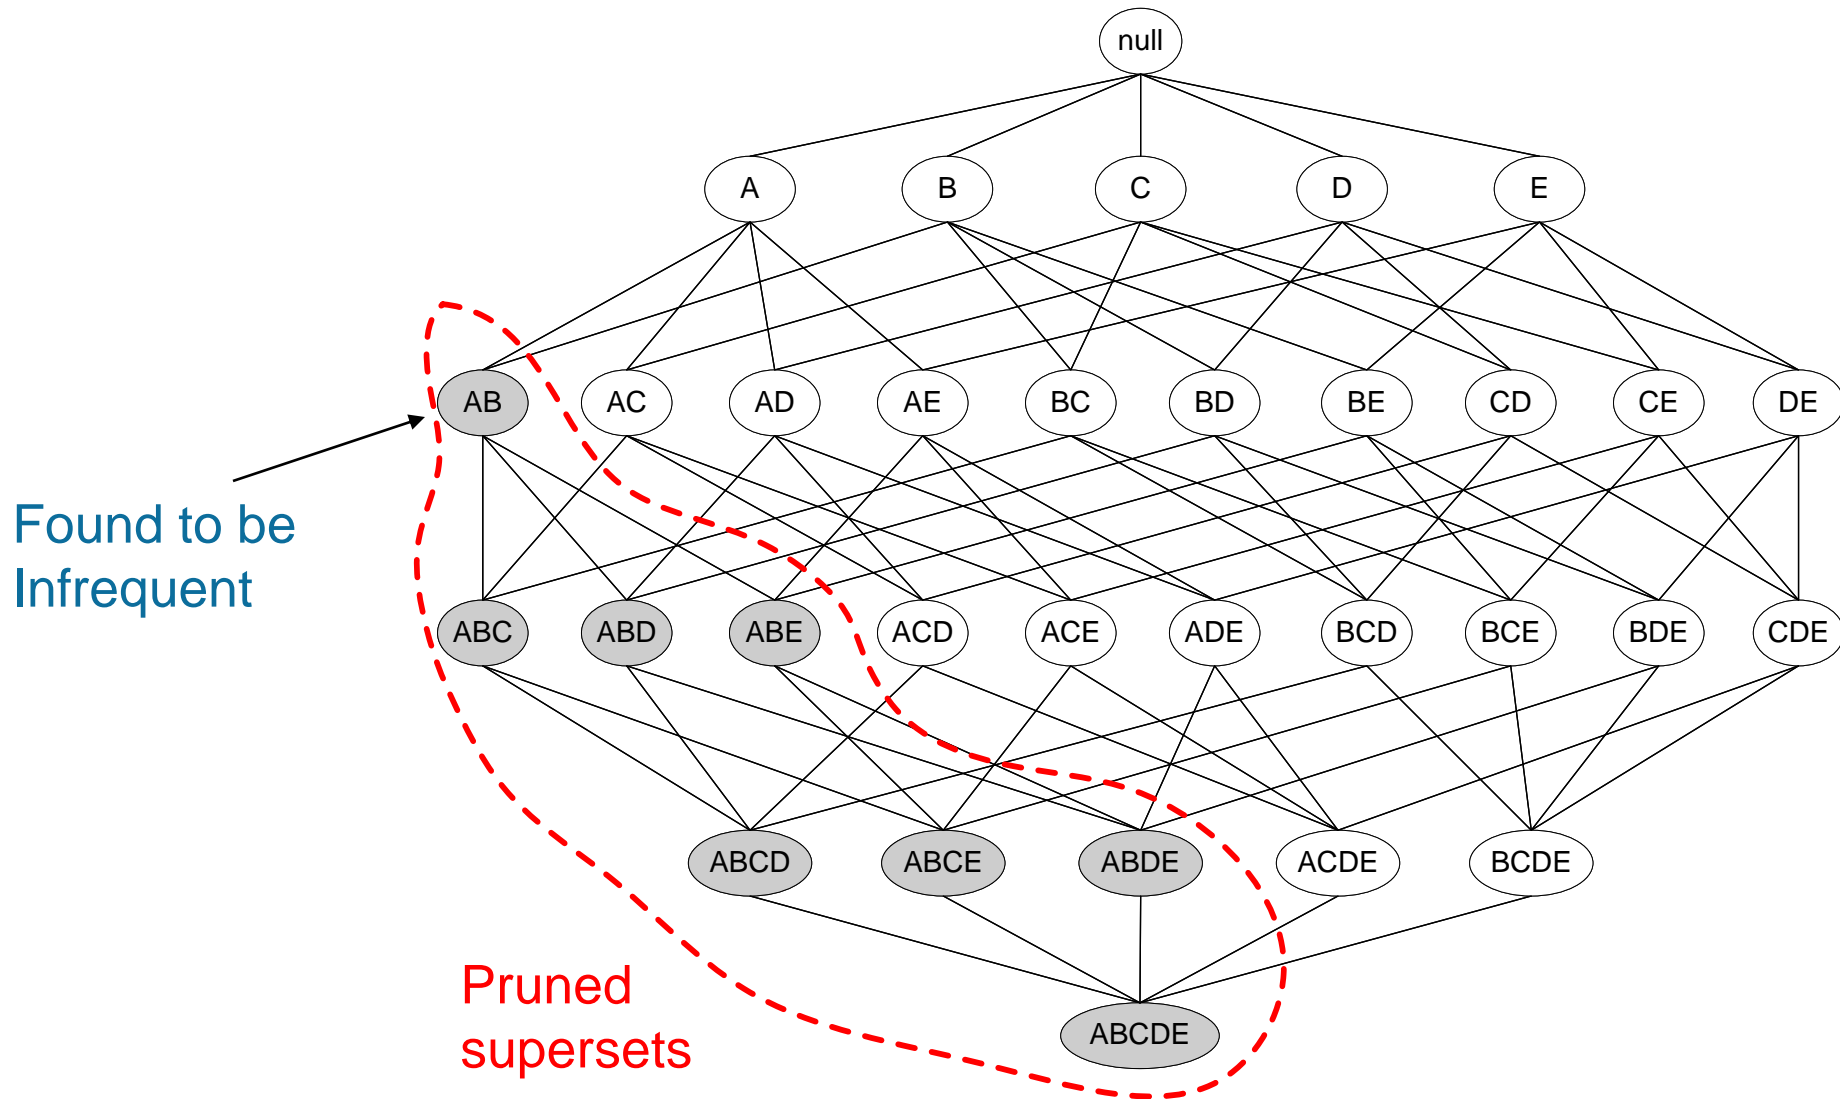 null
A B C D E
AB AC AD AE BC BD BE CD CE DE
Found to be
Infrequent
ABC ABD ABE ACD ACE ADE BCD BCE BDE CDE
ABCD ABCE ABDE ACDE BCDE
Pruned
supersets
ABCDE